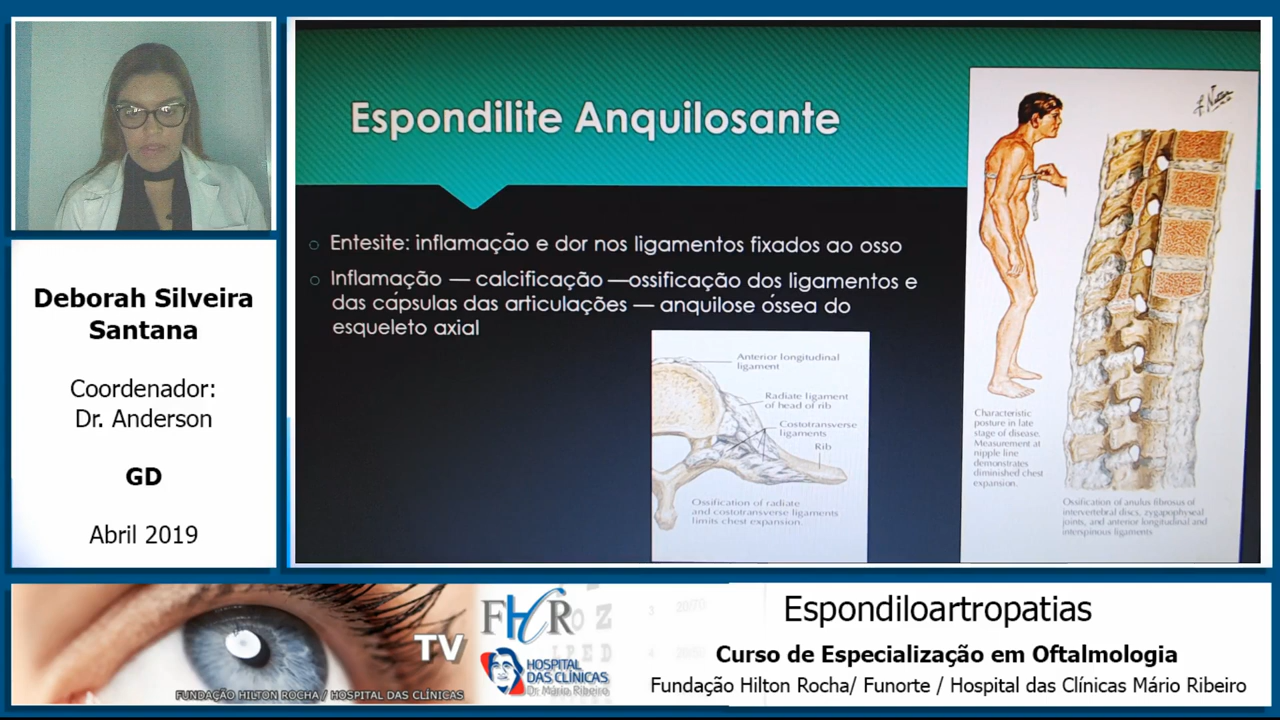 Deborah Silveira
Santana
Coordenador:
Dr. Anderson
GD
Abril 2019
Espondilite Anquilosante
Entesite: inflamação e dor nos ligamentos fixados ao osso
Inflamação — calcificação —ossificação dos ligamentos e
das cápsulas das articulações — anquilose óssea do
esqueleto axial
Anterior longitudinal
ligament
Radiate ligament
of head of rib
Costotransverse
ligaments
Rib
Ossification of radiate
and costotransverse ligaments
limits chest expansion.
Characteristic
posture in late
stage of disease.
Measurement at
nipple line
demonstrates
diminished chest
expansion.
Ossification of anulus fibrosus of
intervertebral discs, zygapophyseal
joints, and anterior longitudinal and
interspinous ligaments
TV
FUNDAÇÃO HILTON ROCHA / HOSPITAL DAS CLÍNICAS
FHR
HOSPITAL
DAS CLÍNICAS
Dr. Mário Ribeiro
Espondiloartropatias
Curso de Especialização em Oftalmologia
Fundação Hilton Rocha/ Funorte / Hospital das Clínicas Mário Ribeiro